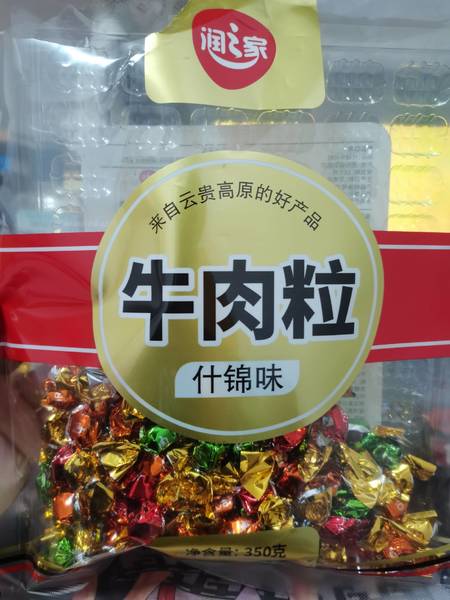 润之家
来自云贵高原的好产品
牛肉粒
什锦味
净含量: 350克